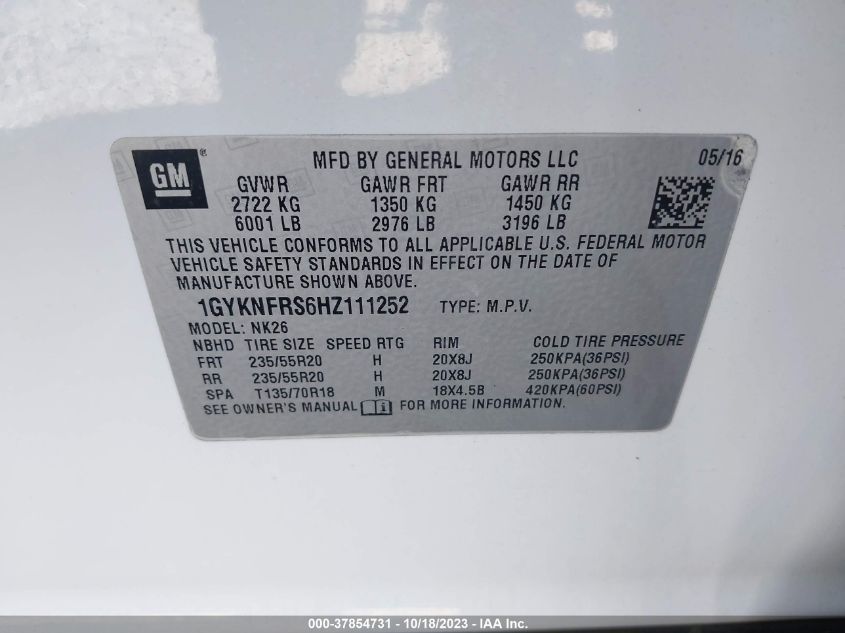 GM®
MFD BY GENERAL MOTORS LLC 05/16
GVWR GAWR FRT GAWR RR
2722 KG 1350 KG 1450 KG
6001 LB 2976 LB 3196 LB
THIS VEHICLE CONFORMS TO ALL APPLICABLE U.S. FEDERAL MOTOR
VEHICLE SAFETY STANDARDS IN EFFECT ON THE DATE OF
MANUFACTURE SHOWN ABOVE.
1GYKNFRS6HZ111252 TYPE: M.P.V.
MODEL: NK26
NBHD TIRE SIZE SPEED RTG RIM COLD TIRE PRESSURE
FRT 235/55R20 H 20X8J 250KPA(36PSI)
RR 235/55R20 H 20X8J 250KPA(36PSI)
SPA T135/70R18 M 18X4.5B 420KPA(60PSI)
SEE OWNER'S MANUAL i FOR MORE INFORMATION.
000-37854731 - 10/18/2023 - IAA Inc.